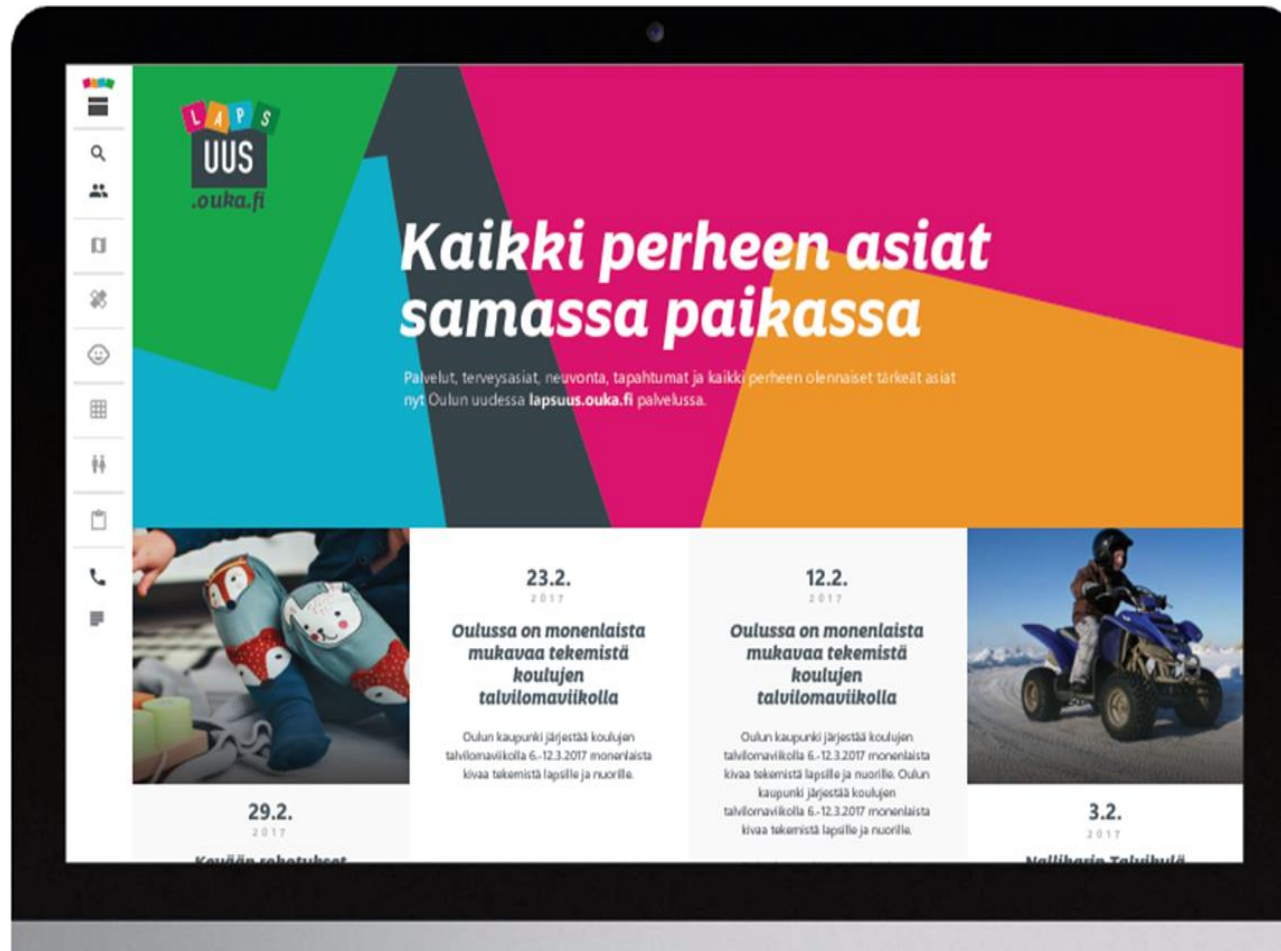 LAPS
UUS
.ouka.fi
Kaikki perheen asiat
samassa paikassa
Palvelut, terveysasiat, neuvonta, tapahtumat ja kaikki perheen olennaiset tärkeät asiat
nyt Oulun uudessa lapsuus.ouka.fi palvelussa.
29.2.
2017
Kevään rokotukset
23.2.
2017
Oulussa on monenlaista
mukavaa tekemistä
koulujen
talvilomaviikolla
Oulun kaupunki järjestää koulujen
talvilomaviikolla 6.-12.3.2017 monenlaista
kivaa tekemistä lapsille ja nuorille.
12.2.
2017
Oulussa on monenlaista
mukavaa tekemistä
koulujen
talvilomaviikolla
Oulun kaupunki järjestää koulujen
talvilomaviikolla 6.-12.3.2017 monenlaista
kivaa tekemistä lapsille ja nuorille. Oulun
kaupunki järjestää koulujen
talvilomaviikolla 6.-12.3.2017 monenlaista
kivaa tekemistä lapsille ja nuorille.
3.2.
2017
Nallikarin Talvikylä